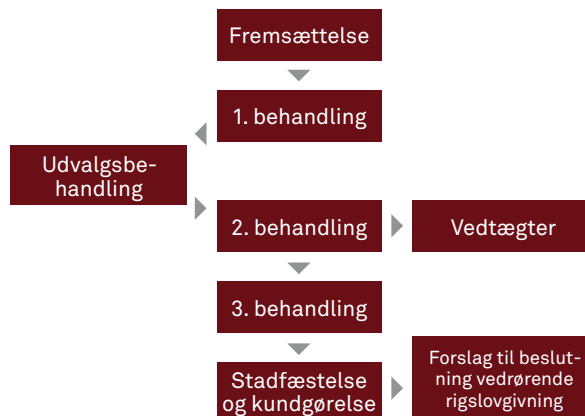 Fremsættelse
1. behandling
Udvalgsbe-
handling
2. behandling
Vedtægter
3. behandling
Stadfæstelse
og kundgørelse
Forslag til beslut-
ning vedrørende
rigslovgivning